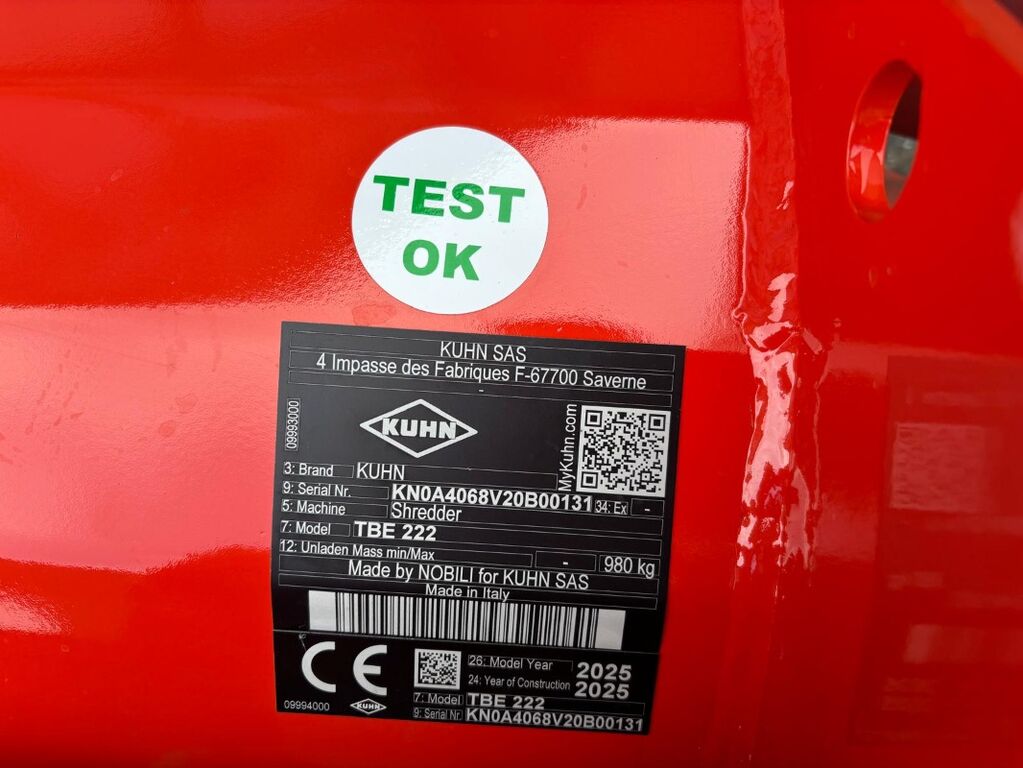 TEST
OK
KUHN SAS
4 Impasse des Fabriques F-67700 Saverne
-
09993000
KUHN
MyKuhn.com
3: Brand KUHN
9: Serial Nr. KN0A4068V20B00131 34: Ex -
5: Machine Shredder
7: Model TBE 222
12: Unladen Mass min/Max - 980 kg
Made by NOBILI for KUHN SAS
Made in Italy
CE
26: Model Year 2025
24: Year of Construction 2025
7: Model TBE 222
09994000 KUHN 9: Serial Nr. KN0A4068V20B00131